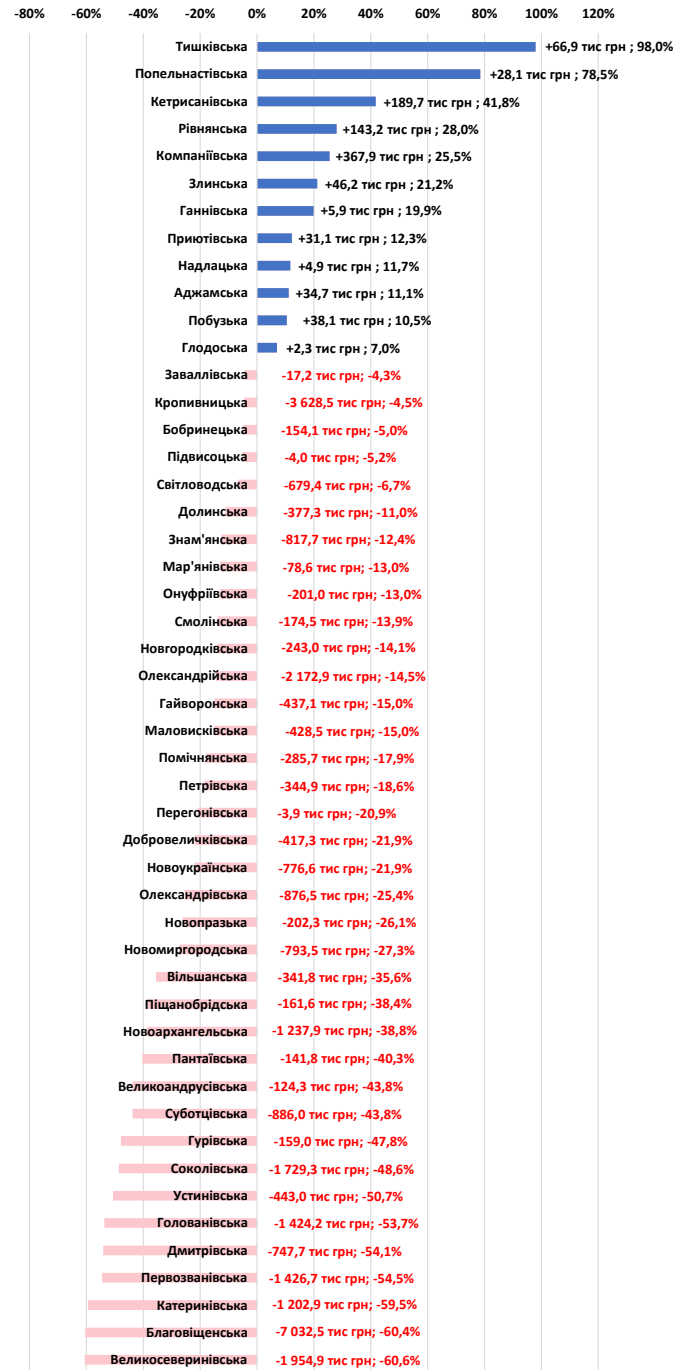 -80% -60% -40% -20% 0% 20% 40% 60% 80% 100% 120%
Тишківська +66,9 тис грн ; 98,0%
Попельнастівська +28,1 тис грн ; 78,5%
Кетрисанівська +189,7 тис грн ; 41,8%
Рівнянська +143,2 тис грн ; 28,0%
Компаніївська +367,9 тис грн ; 25,5%
Злинська +46,2 тис грн ; 21,2%
Ганнівська +5,9 тис грн ; 19,9%
Приютівська +31,1 тис грн ; 12,3%
Надлацька +4,9 тис грн ; 11,7%
Аджамська +34,7 тис грн ; 11,1%
Побузька +38,1 тис грн ; 10,5%
Глодоська +2,3 тис грн ; 7,0%
Заваллівська -17,2 тис грн; -4,3%
Кропивницька -3 628,5 тис грн; -4,5%
Бобринецька -154,1 тис грн; -5,0%
Підвисоцька -4,0 тис грн; -5,2%
Світловодська -679,4 тис грн; -6,7%
Долинська -377,3 тис грн; -11,0%
Знам'янська -817,7 тис грн; -12,4%
Мар'янівська -78,6 тис грн; -13,0%
Онуфріївська -201,0 тис грн; -13,0%
Смолінська -174,5 тис грн; -13,9%
Новгородківська -243,0 тис грн; -14,1%
Олександрійська -2 172,9 тис грн; -14,5%
Гайворонська -437,1 тис грн; -15,0%
Маловисківська -428,5 тис грн; -15,0%
Помічнянська -285,7 тис грн; -17,9%
Петрівська -344,9 тис грн; -18,6%
Перегонівська -3,9 тис грн; -20,9%
Добровеличківська -417,3 тис грн; -21,9%
Новоукраїнська -776,6 тис грн; -21,9%
Олександрівська -876,5 тис грн; -25,4%
Новопразька -202,3 тис грн; -26,1%
Новомиргородська -793,5 тис грн; -27,3%
Вільшанська -341,8 тис грн; -35,6%
Піщанобрідська -161,6 тис грн; -38,4%
Новоархангельська -1 237,9 тис грн; -38,8%
Пантаївська -141,8 тис грн; -40,3%
Великоандрусівська -124,3 тис грн; -43,8%
Суботцівська -886,0 тис грн; -43,8%
Гурівська -159,0 тис грн; -47,8%
Соколівська -1 729,3 тис грн; -48,6%
Устинівська -443,0 тис грн; -50,7%
Голованівська -1 424,2 тис грн; -53,7%
Дмитрівська -747,7 тис грн; -54,1%
Первозванівська -1 426,7 тис грн; -54,5%
Катеринівська -1 202,9 тис грн; -59,5%
Благовіщенська -7 032,5 тис грн; -60,4%
Великосеверинівська -1 954,9 тис грн; -60,6%